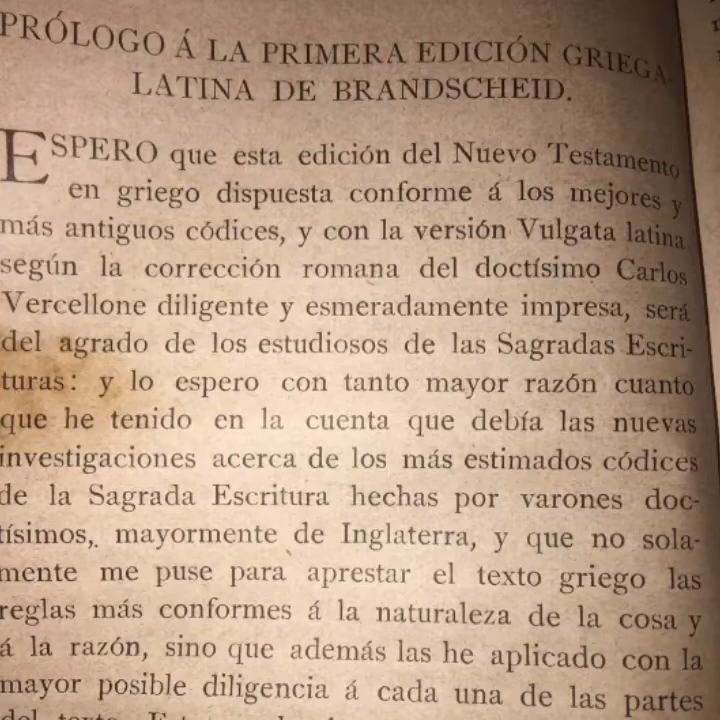 PRÓLOGO Á LA PRIMERA EDICIÓN GRIEGA-
LATINA DE BRANDSCHEID.
ESPERO que esta edición del Nuevo Testamento
en griego dispuesta conforme á los mejores y
más antiguos códices, y con la versión Vulgata latina
según la corrección romana del doctísimo Carlos
Vercellone diligente y esmeradamente impresa, será
del agrado de los estudiosos de las Sagradas Escri-
turas: y lo espero con tanto mayor razón cuanto
que he tenido en la cuenta que debía las nuevas
investigaciones acerca de los más estimados códices
de la Sagrada Escritura hechas por varones doc-
tísimos, mayormente de Inglaterra, y que no sola-
mente me puse para aprestar el texto griego las
reglas más conformes á la naturaleza de la cosa y
á la razón, sino que además las he aplicado con la
mayor posible diligencia á cada una de las partes
del texto.